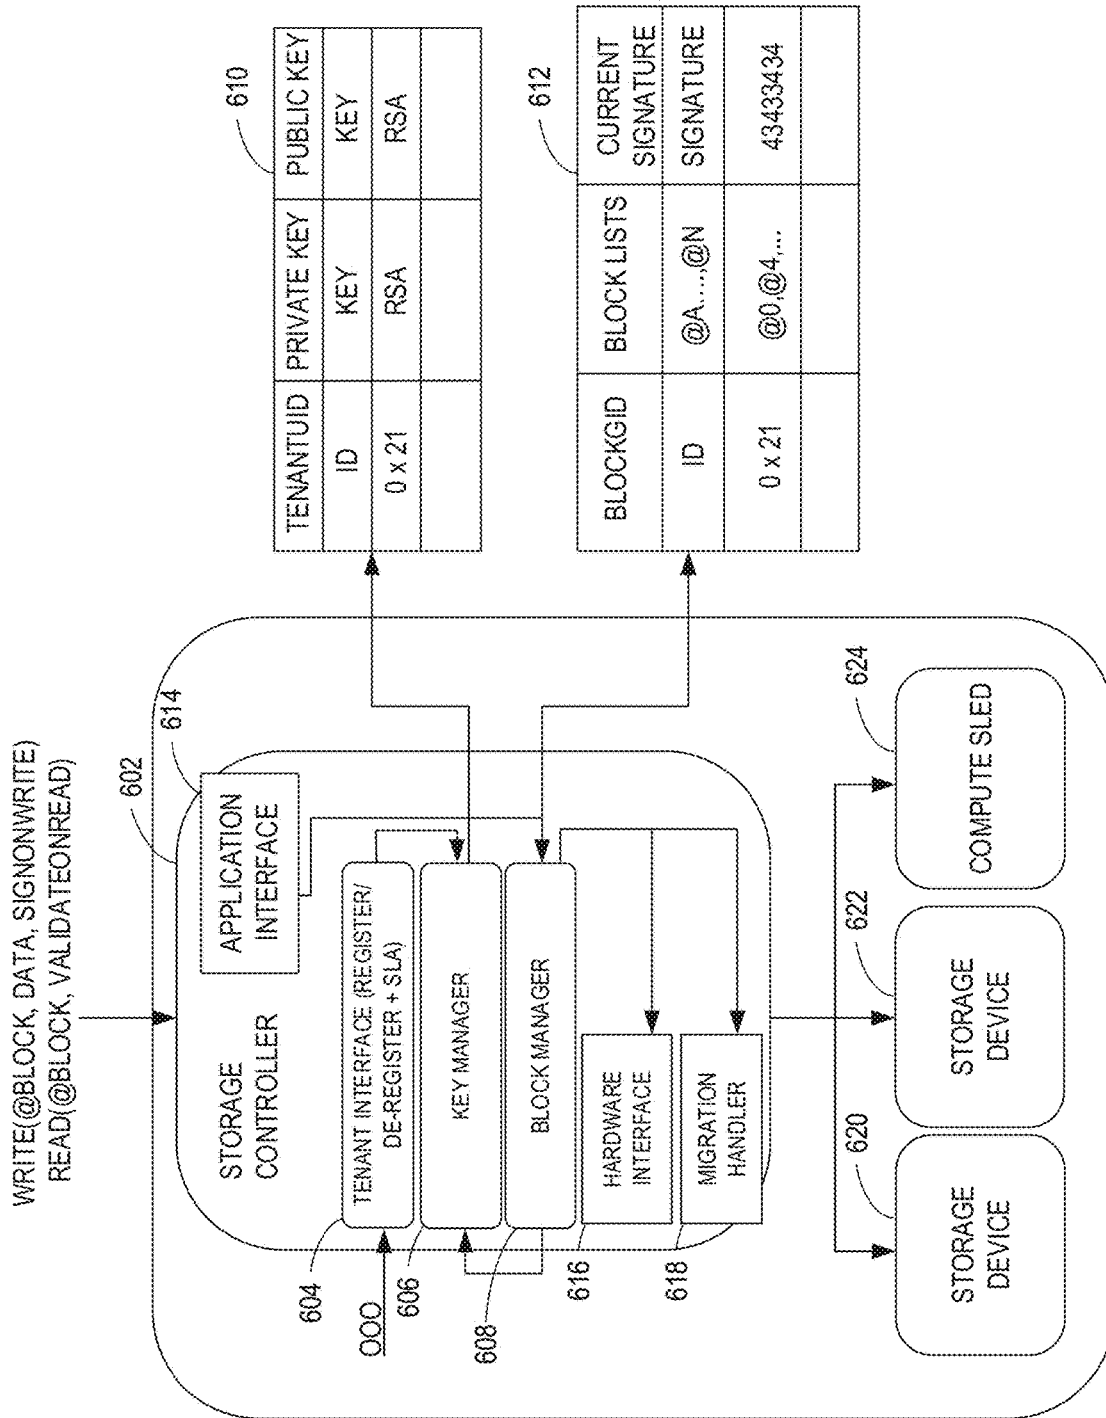 WRITE(@BLOCK, DATA, SIGNONWRITE)
READ(@BLOCK, VALIDATEONREAD)
602
614
STORAGE
CONTROLLER
APPLICATION
INTERFACE
604
TENANT INTERFACE (REGISTER/
DE-REGISTER + SLA)
OOO
606
KEY MANAGER
608
BLOCK MANAGER
616
HARDWARE
INTERFACE
618
MIGRATION
HANDLER
620
STORAGE
DEVICE
622
STORAGE
DEVICE
624
COMPUTE SLED
610
TENANTUID PRIVATE KEY PUBLIC KEY
ID KEY KEY
0 x 21 RSA RSA
612
BLOCKGID BLOCK LISTS CURRENT
SIGNATURE
ID @A....,@N SIGNATURE
0 x 21 @0,@4,... 43433434